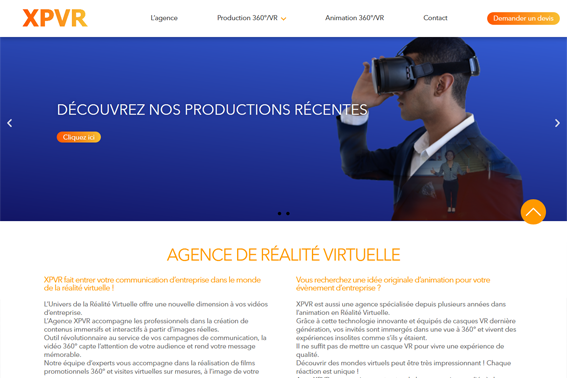 XPVR
L'agence
Production 360°/VR
Animation 360°/VR
Contact
Demander un devis
DÉCOUVREZ NOS PRODUCTIONS RÉCENTES
Cliquez ici
AGENCE DE RÉALITÉ VIRTUELLE
XPVR fait entrer votre communication d'entreprise dans le monde
de la réalité virtuelle !
L'Univers de la Réalité Virtuelle offre une nouvelle dimension à vos vidéos
d'entreprise.
L'Agence XPVR accompagne les professionnels dans la création de
contenus immersifs et interactifs à partir d'images réelles.
Outil révolutionnaire au service de vos campagnes de communication, la
vidéo 360° capte l'attention de votre audience et rend votre message
mémorable.
Notre équipe d'experts vous accompagne dans la réalisation de films
promotionnels 360° et visites virtuelles sur mesures, à l'image de votre
Vous recherchez une idée originale d'animation pour votre
évènement d'entreprise ?
XPVR est aussi une agence spécialisée depuis plusieurs années dans
l'animation en Réalité Virtuelle.
Grâce à cette technologie innovante et équipés de casques VR dernière
génération, vos invités sont immergés dans une vue à 360° et vivent des
expériences insolites comme s'ils y étaient.
Il ne suffit pas de mettre un casque VR pour vivre une expérience de
qualité.
Découvrir des mondes virtuels peut être très impressionnant ! Chaque
réaction est unique !